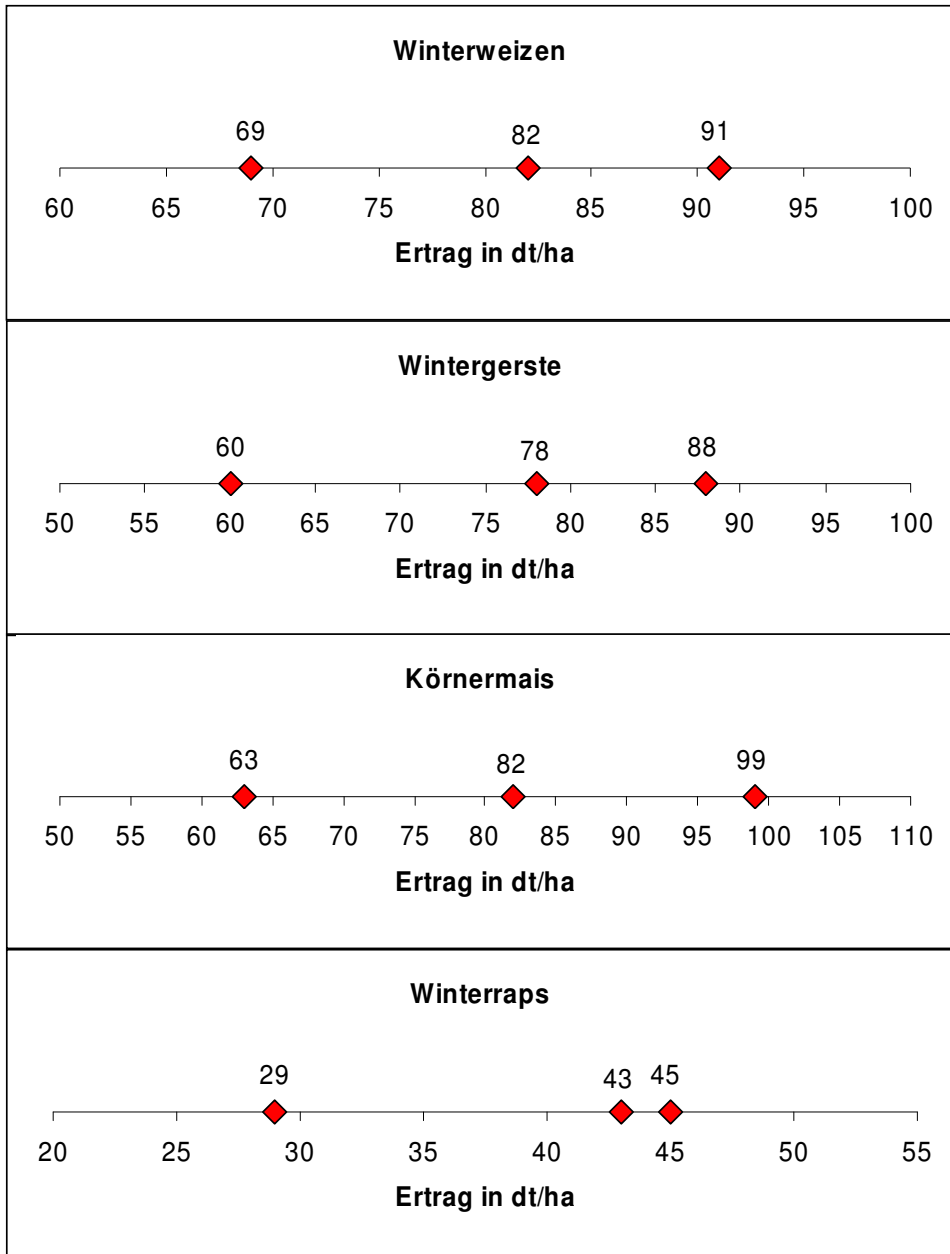 Winterweizen
69 82 91
60 65 70 75 80 85 90 95 100
Ertrag in dt/ha
Wintergerste
60 78 88
50 55 60 65 70 75 80 85 90 95 100
Ertrag in dt/ha
Körnermais
63 82 99
50 55 60 65 70 75 80 85 90 95 100 105 110
Ertrag in dt/ha
Winterraps
29 43 45
20 25 30 35 40 45 50 55
Ertrag in dt/ha